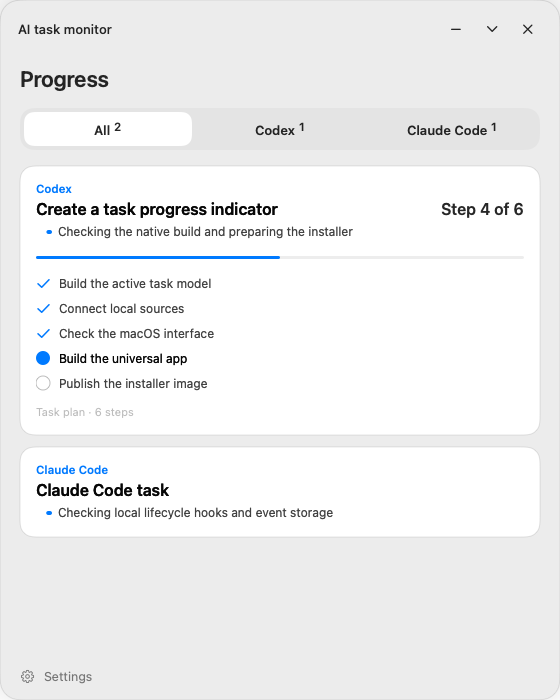 AI task monitor
Progress
All 2
Codex 1
Claude Code 1
Codex
Create a task progress indicator
Step 4 of 6
Checking the native build and preparing the installer
Build the active task model
Connect local sources
Check the macOS interface
Build the universal app
Publish the installer image
Task plan · 6 steps
Claude Code
Claude Code task
Checking local lifecycle hooks and event storage
Settings